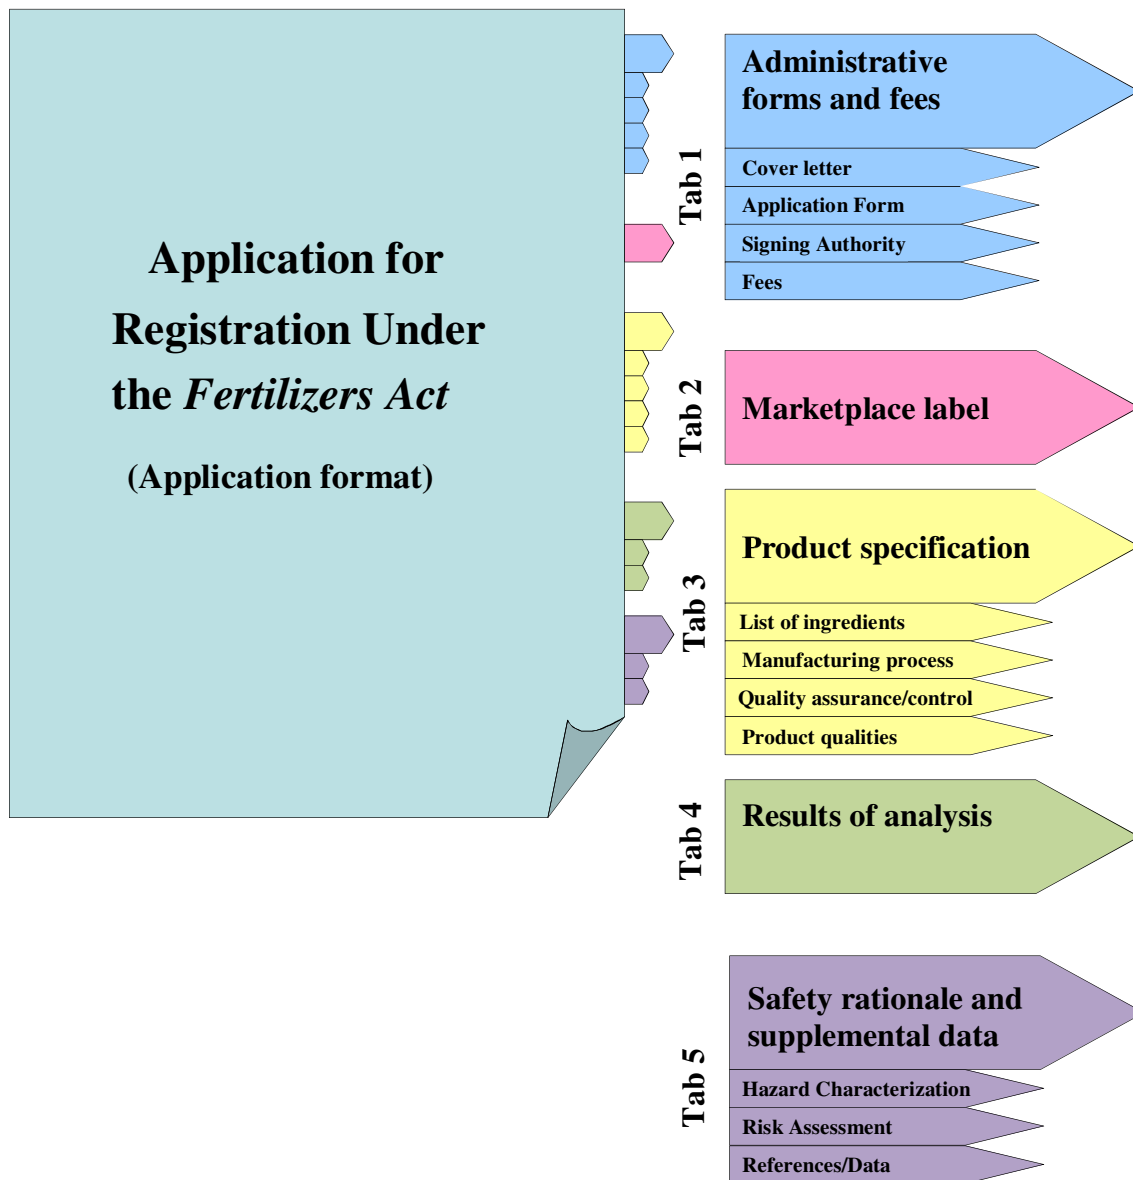 Application for
Registration Under
the Fertilizers Act
(Application format)
Tab 1
Administrative
forms and fees
Cover letter
Application Form
Signing Authority
Fees
Tab 2
Marketplace label
Tab 3
Product specification
List of ingredients
Manufacturing process
Quality assurance/control
Product qualities
Tab 4
Results of analysis
Tab 5
Safety rationale and
supplemental data
Hazard Characterization
Risk Assessment
References/Data